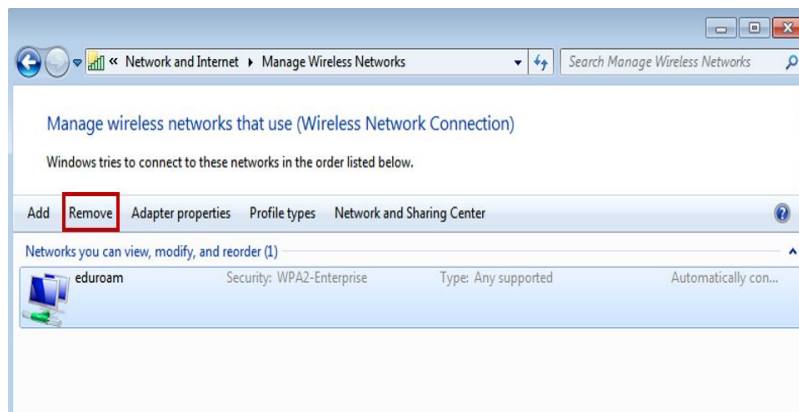 « Network and Internet ▸ Manage Wireless Networks Search Manage Wireless Networks
Manage wireless networks that use (Wireless Network Connection)
Windows tries to connect to these networks in the order listed below.
Add Remove Adapter properties Profile types Network and Sharing Center
Networks you can view, modify, and reorder (1)
eduroam Security: WPA2-Enterprise Type: Any supported Automatically con...